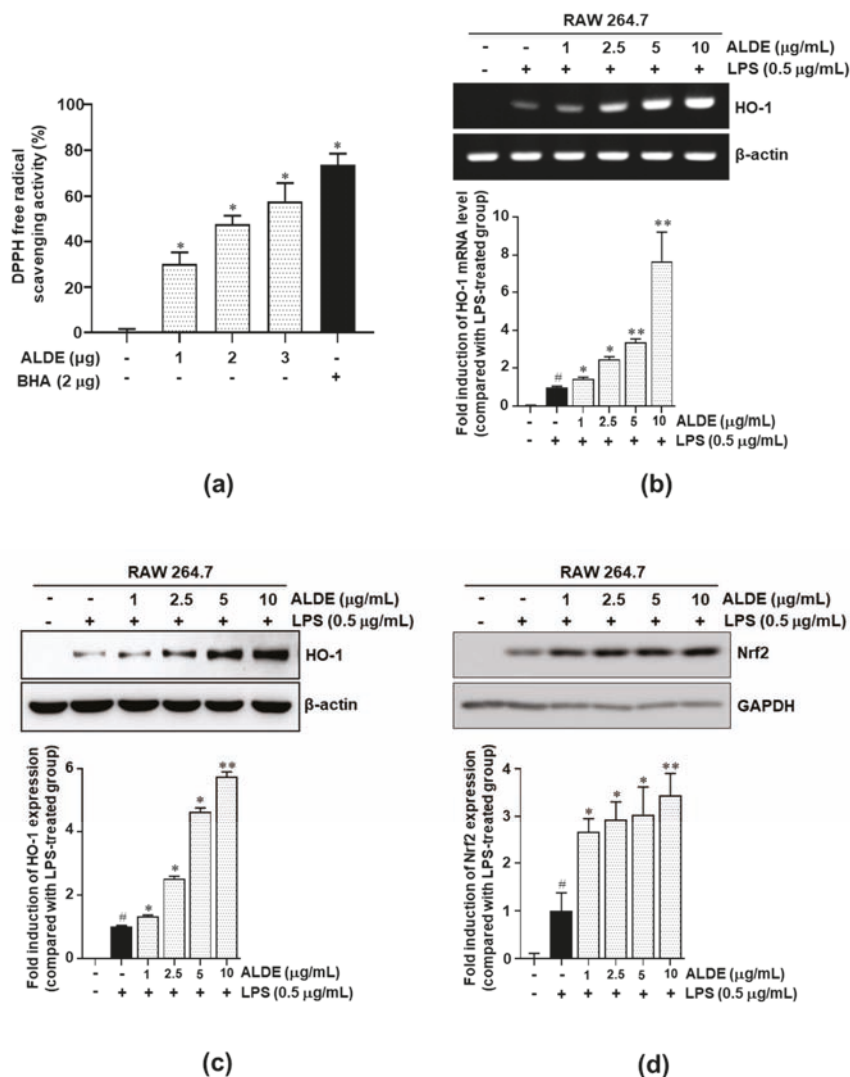 100
80
60
40
20
0
DPPH free radical
scavenging activity (%)
* * * *
ALDE (µg) - 1 2 3 -
BHA (2 µg) - - - - +
(a)
RAW 264.7
- - 1 2.5 5 10 ALDE (µg/mL)
- + + + + + LPS (0.5 µg/mL)
HO-1
β-actin
10
8
6
4
2
0
Fold induction of HO-1 mRNA level
(compared with LPS-treated group)
# * * ** **
- - 1 2.5 5 10 ALDE (µg/mL)
- + + + + + LPS (0.5 µg/mL)
(b)
RAW 264.7
- - 1 2.5 5 10 ALDE (µg/mL)
- + + + + + LPS (0.5 µg/mL)
HO-1
β-actin
6
4
2
0
Fold induction of HO-1 expression
(compared with LPS-treated group)
# * * * **
- - 1 2.5 5 10 ALDE (µg/mL)
- + + + + + LPS (0.5 µg/mL)
(c)
RAW 264.7
- - 1 2.5 5 10 ALDE (µg/mL)
- + + + + + LPS (0.5 µg/mL)
Nrf2
GAPDH
4
3
2
1
0
Fold induction of Nrf2 expression
(compared with LPS-treated group)
# * * * **
- - 1 2.5 5 10 ALDE (µg/mL)
- + + + + + LPS (0.5 µg/mL)
(d)